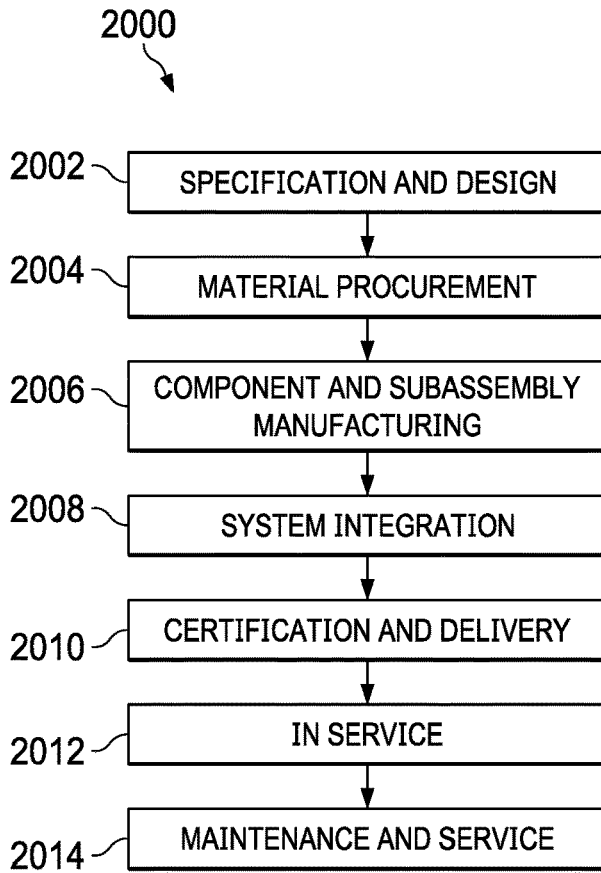 2000
2002 SPECIFICATION AND DESIGN
2004 MATERIAL PROCUREMENT
2006 COMPONENT AND SUBASSEMBLY
MANUFACTURING
2008 SYSTEM INTEGRATION
2010 CERTIFICATION AND DELIVERY
2012 IN SERVICE
2014 MAINTENANCE AND SERVICE